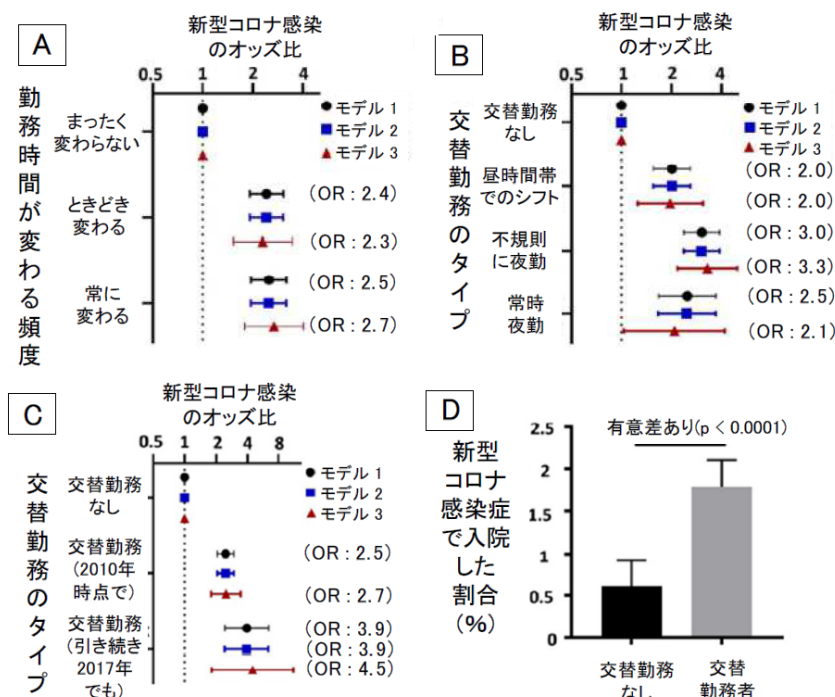 A
新型コロナ感染
のオッズ比
0.5 1 2 4
勤務時間が変わる頻度
まったく
変わらない
ときどき
変わる
常に
変わる
モデル 1
モデル 2
モデル 3
(OR : 2.4)
(OR : 2.3)
(OR : 2.5)
(OR : 2.7)
B
新型コロナ感染
のオッズ比
0.5 1 2 4
交替勤務のタイプ
交替勤務
なし
昼時間帯
でのシフト
不規則
に夜勤
常時
夜勤
モデル 1
モデル 2
モデル 3
(OR : 2.0)
(OR : 2.0)
(OR : 3.0)
(OR : 3.3)
(OR : 2.5)
(OR : 2.1)
C
新型コロナ感染
のオッズ比
0.5 1 2 4 8
交替勤務のタイプ
交替勤務
なし
交替勤務
(2010年
時点で)
交替勤務
(引き続き
2017年
でも)
モデル 1
モデル 2
モデル 3
(OR : 2.5)
(OR : 2.7)
(OR : 3.9)
(OR : 3.9)
(OR : 4.5)
D
新型
コロナ
感染症
で入院
した
割合
(%)
有意差あり(p < 0.0001)
2.5
2
1.5
1
0.5
0
交替勤務
なし
交替
勤務者